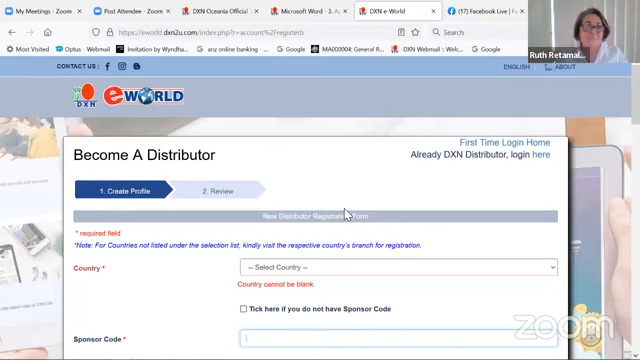 My Meetings - Zoom
Post Attendee - Zoom
DXN Oceania Official
Microsoft Word - 3. A
DXN e-World
(17) Facebook Live | F
https://eworld.dxn2u.com/index.php?r=account%2Fregisterb
Search
Most Visited
Optus - Webmail ...
Invitation by Wyndha...
anz online banking - ...
Google
MA000004: General R...
DXN Webmail :: Welc...
Ruth Retamal...
CONTACT US :
ENGLISH
ABOUT
DXN
eWORLD
First Time Login Home
Become A Distributor
Already DXN Distributor, login here
1. Create Profile
2. Review
New Distributor Registration Form
* required field
*Note: For Countries not listed under the selection list, kindly visit the respective country's branch for registration.
Country *
-- Select Country --
Country cannot be blank.
Tick here if you do not have Sponsor Code
Sponsor Code *
zoom